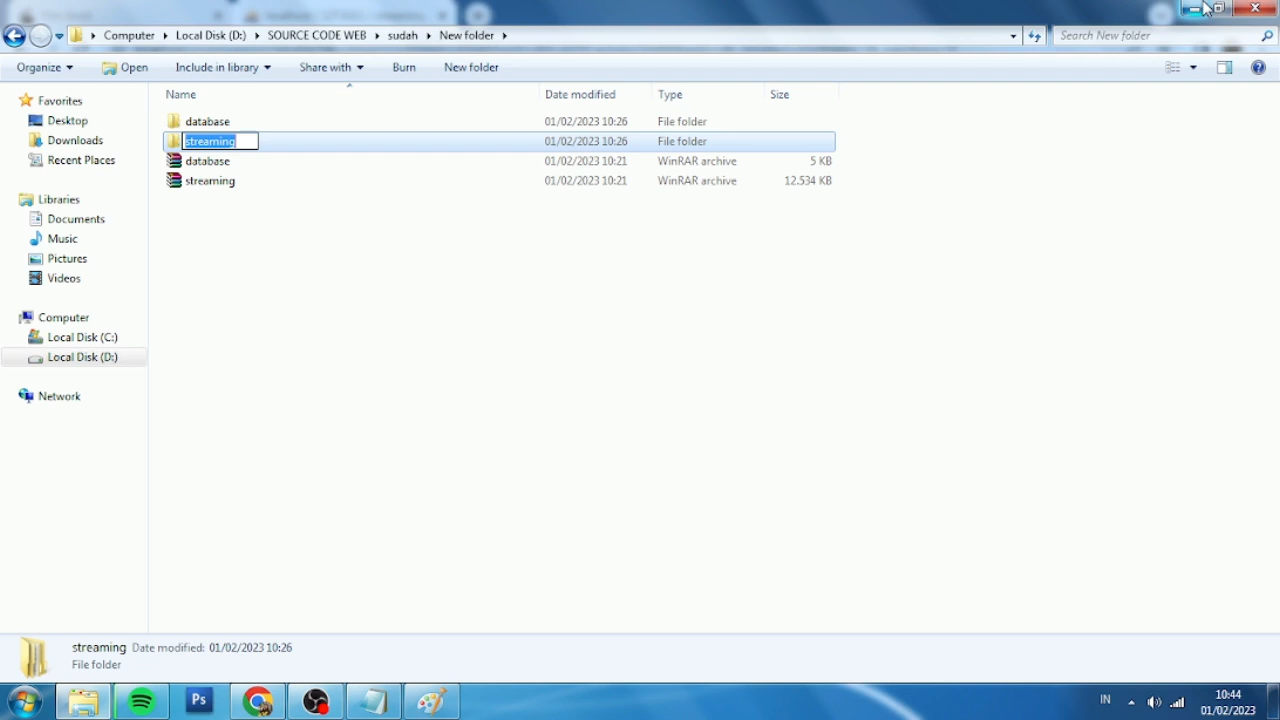 Computer Local Disk (D:) SOURCE CODE WEB sudah New folder Search New folder
Organize Open Include in library Share with Burn New folder
Name Date modified Type Size
database 01/02/2023 10:26 File folder
streaming 01/02/2023 10:26 File folder
database 01/02/2023 10:21 WinRAR archive 5 KB
streaming 01/02/2023 10:21 WinRAR archive 12.534 KB
Favorites
Desktop
Downloads
Recent Places
Libraries
Documents
Music
Pictures
Videos
Computer
Local Disk (C:)
Local Disk (D:)
Network
streaming Date modified: 01/02/2023 10:26
File folder
Ps
IN
10:44
01/02/2023